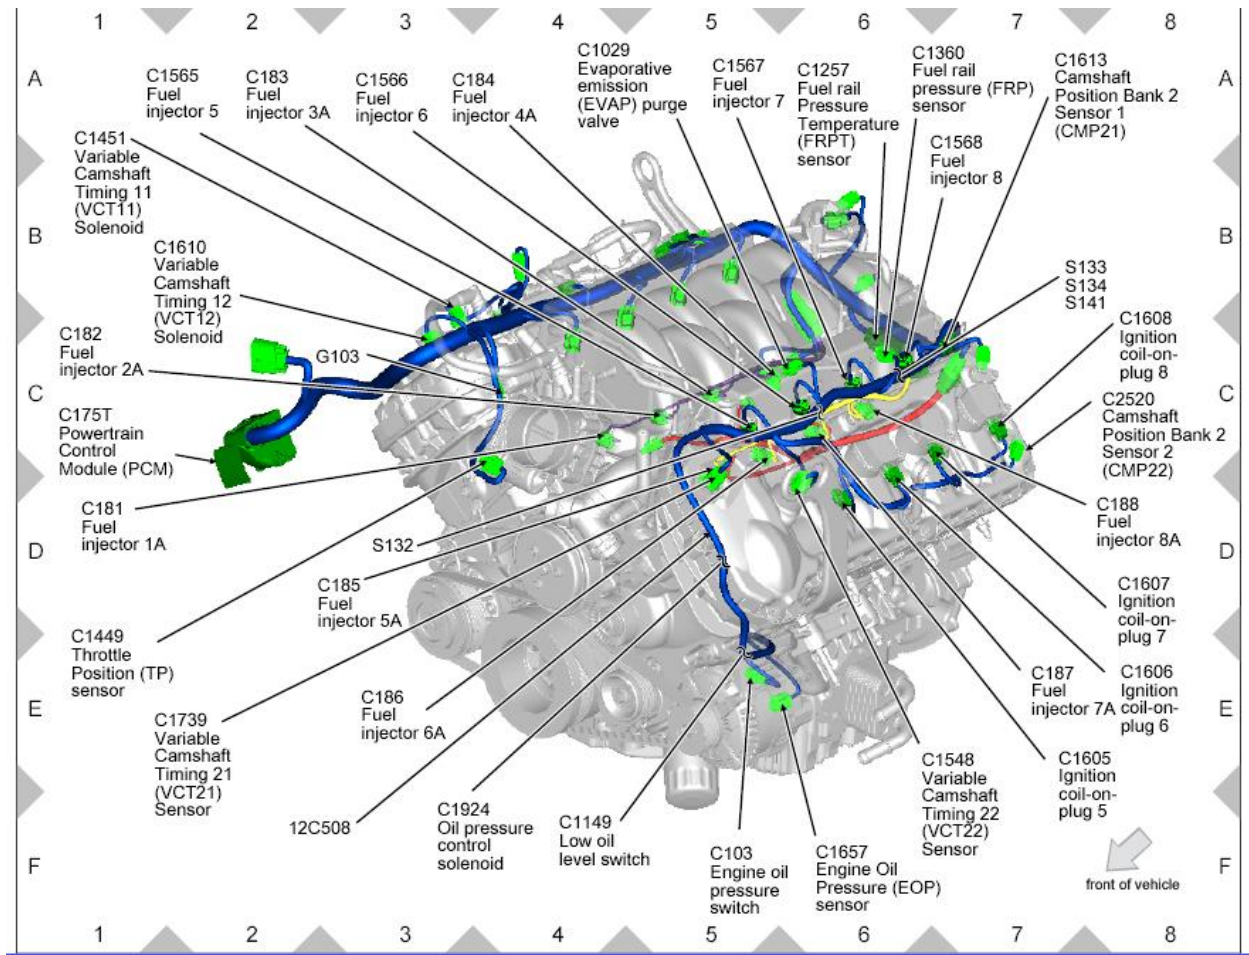 1 2 3 4 5 6 7 8
A
A
C1565
Fuel
injector 5
C183
Fuel
injector 3A
C1566
Fuel
injector 6
C184
Fuel
injector 4A
C1029
Evaporative
emission
(EVAP) purge
valve
C1567
Fuel
injector 7
C1257
Fuel rail
Pressure
Temperature
(FRPT)
sensor
C1360
Fuel rail
pressure (FRP)
sensor
C1613
Camshaft
Position Bank 2
Sensor 1
(CMP21)
C1451
Variable
Camshaft
Timing 11
(VCT11)
Solenoid
C1568
Fuel
injector 8
B
B
C1610
Variable
Camshaft
Timing 12
(VCT12)
Solenoid
S133
S134
S141
C182
Fuel
injector 2A
G103
C1608
Ignition
coil-on-
plug 8
C
C
C175T
Powertrain
Control
Module (PCM)
C2520
Camshaft
Position Bank 2
Sensor 2
(CMP22)
C181
Fuel
injector 1A
C188
Fuel
injector 8A
D
D
S132
C185
Fuel
injector 5A
C1607
Ignition
coil-on-
plug 7
C1449
Throttle
Position (TP)
sensor
C187
Fuel
injector 7A
C1606
Ignition
coil-on-
plug 6
E
E
C186
Fuel
injector 6A
C1739
Variable
Camshaft
Timing 21
(VCT21)
Sensor
C1548
Variable
Camshaft
Timing 22
(VCT22)
Sensor
C1605
Ignition
coil-on-
plug 5
12C508
C1924
Oil pressure
control
solenoid
C1149
Low oil
level switch
C103
Engine oil
pressure
switch
C1657
Engine Oil
Pressure (EOP)
sensor
F
F
front of vehicle
1 2 3 4 5 6 7 8